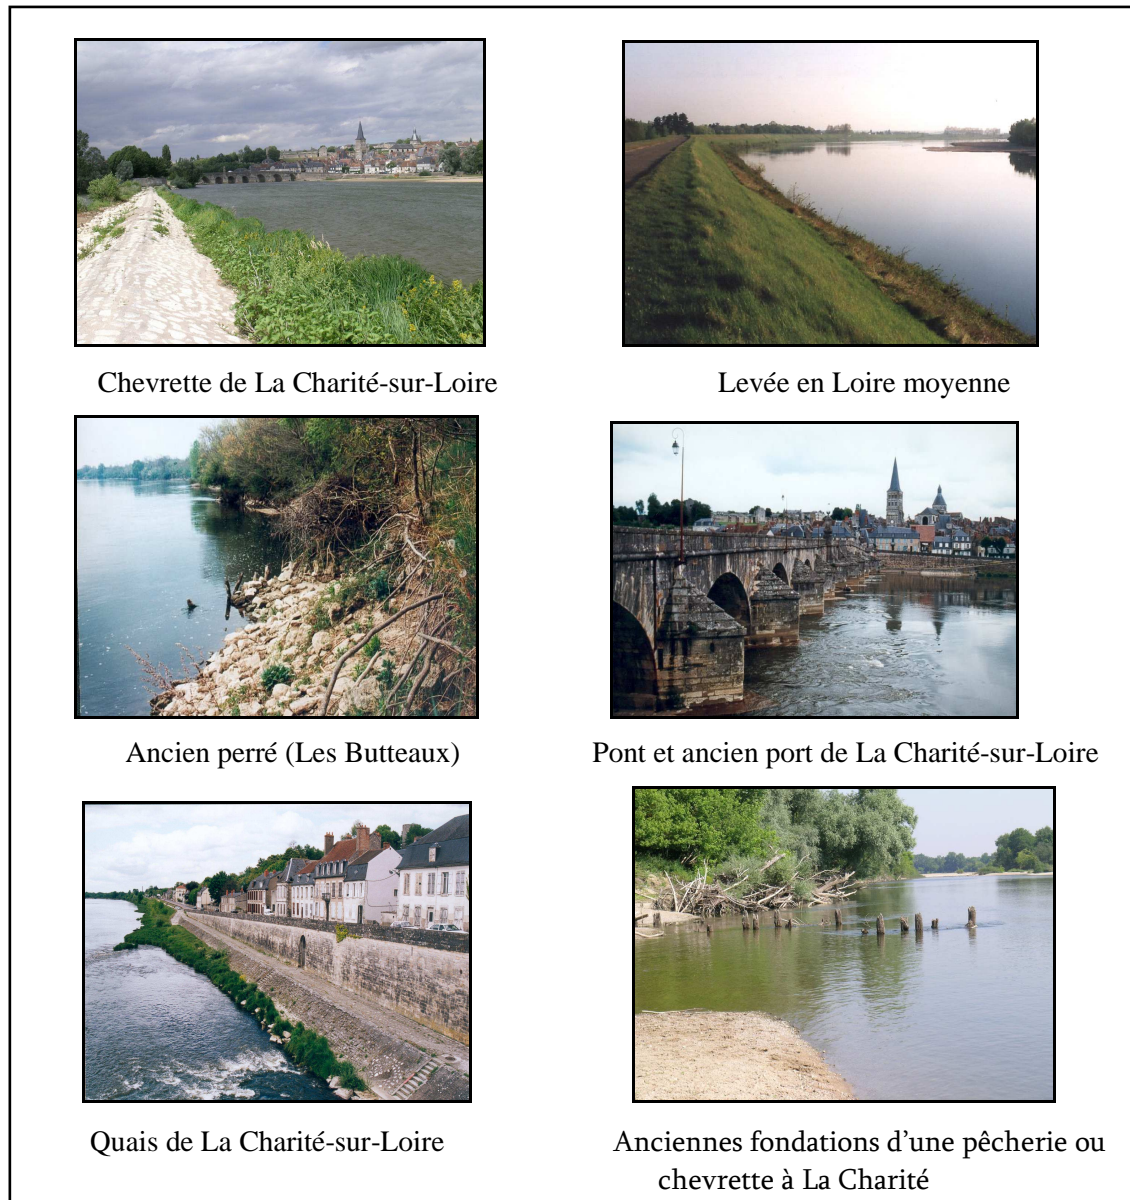 Chevrette de La Charité-sur-Loire
Levée en Loire moyenne
Ancien perré (Les Butteaux)
Pont et ancien port de La Charité-sur-Loire
Quais de La Charité-sur-Loire
Anciennes fondations d'une pêcherie ou
chevrette à La Charité